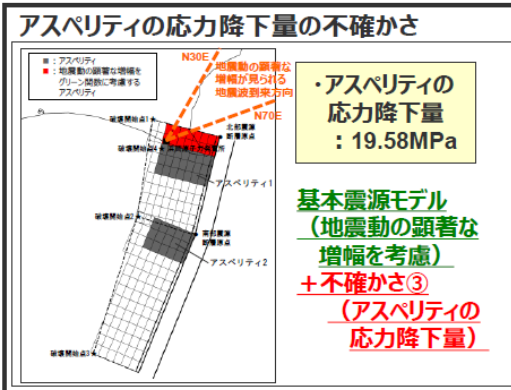 アスペリティの応力降下量の不確かさ
■：アスペリティ
■：地震動の顕著な増幅を
グリーン関数に考慮する
アスペリティ
N30E
地震動の顕著な
増幅が見られる
地震波到来方向
N70E
破壊開始点1★
北部震源
断層原点
破壊開始点4★
アスペリティ1
破壊開始点2★
南部震源
断層原点
アスペリティ2
破壊開始点3★
・アスペリティの
応力降下量
：19.58MPa
基本震源モデル
（地震動の顕著な
増幅を考慮）
＋不確かさ③
（アスペリティの
応力降下量）